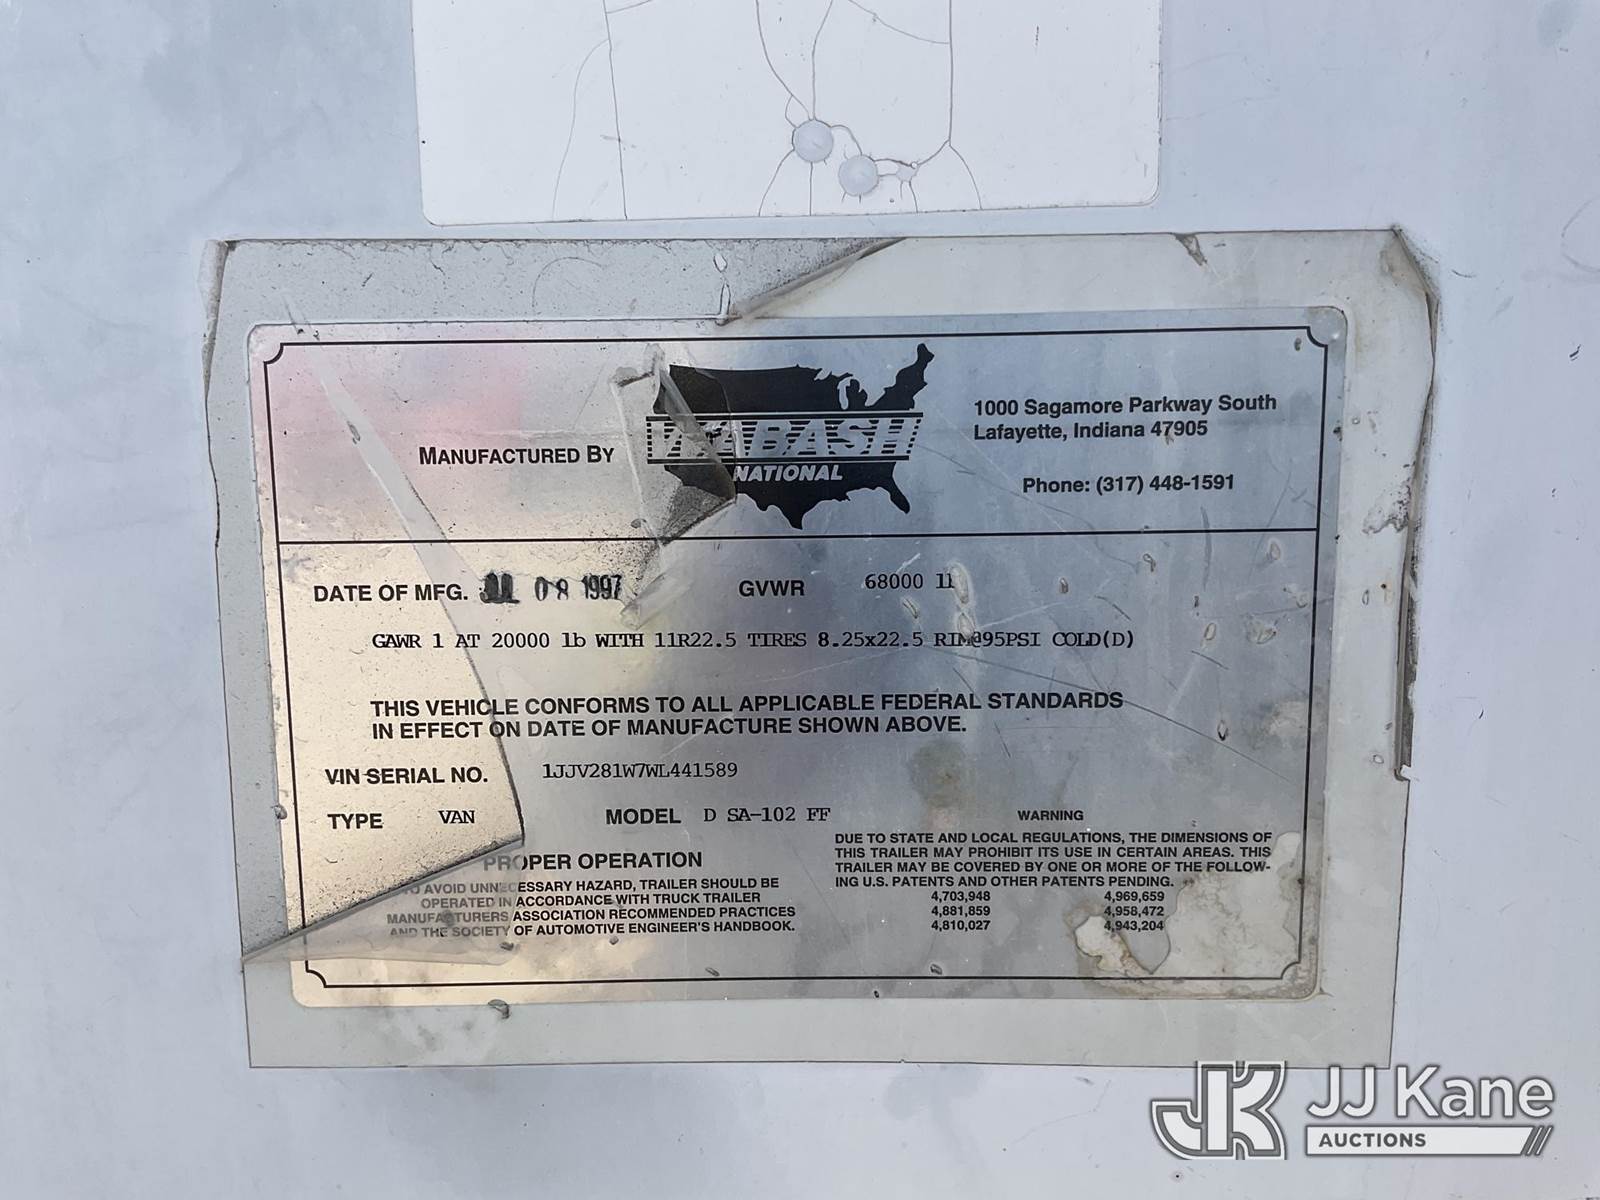 MANUFACTURED BY
WABASH
NATIONAL
1000 Sagamore Parkway South
Lafayette, Indiana 47905
Phone: (317) 448-1591
DATE OF MFG. JUL 08 1997
GVWR 68000 lb
GAWR 1 AT 20000 lb WITH 11R22.5 TIRES 8.25x22.5 RIM@95PSI COLD(D)
THIS VEHICLE CONFORMS TO ALL APPLICABLE FEDERAL STANDARDS
IN EFFECT ON DATE OF MANUFACTURE SHOWN ABOVE.
VIN SERIAL NO. 1JJV281W7WL441589
TYPE VAN MODEL D SA-102 FF
PROPER OPERATION
TO AVOID UNNECESSARY HAZARD, TRAILER SHOULD BE
OPERATED IN ACCORDANCE WITH TRUCK TRAILER
MANUFACTURERS ASSOCIATION RECOMMENDED PRACTICES
AND THE SOCIETY OF AUTOMOTIVE ENGINEER'S HANDBOOK.
WARNING
DUE TO STATE AND LOCAL REGULATIONS, THE DIMENSIONS OF
THIS TRAILER MAY PROHIBIT ITS USE IN CERTAIN AREAS. THIS
TRAILER MAY BE COVERED BY ONE OR MORE OF THE FOLLOW-
ING U.S. PATENTS AND OTHER PATENTS PENDING.
4,703,948 4,969,659
4,881,859 4,958,472
4,810,027 4,943,204
JK JJ Kane
AUCTIONS